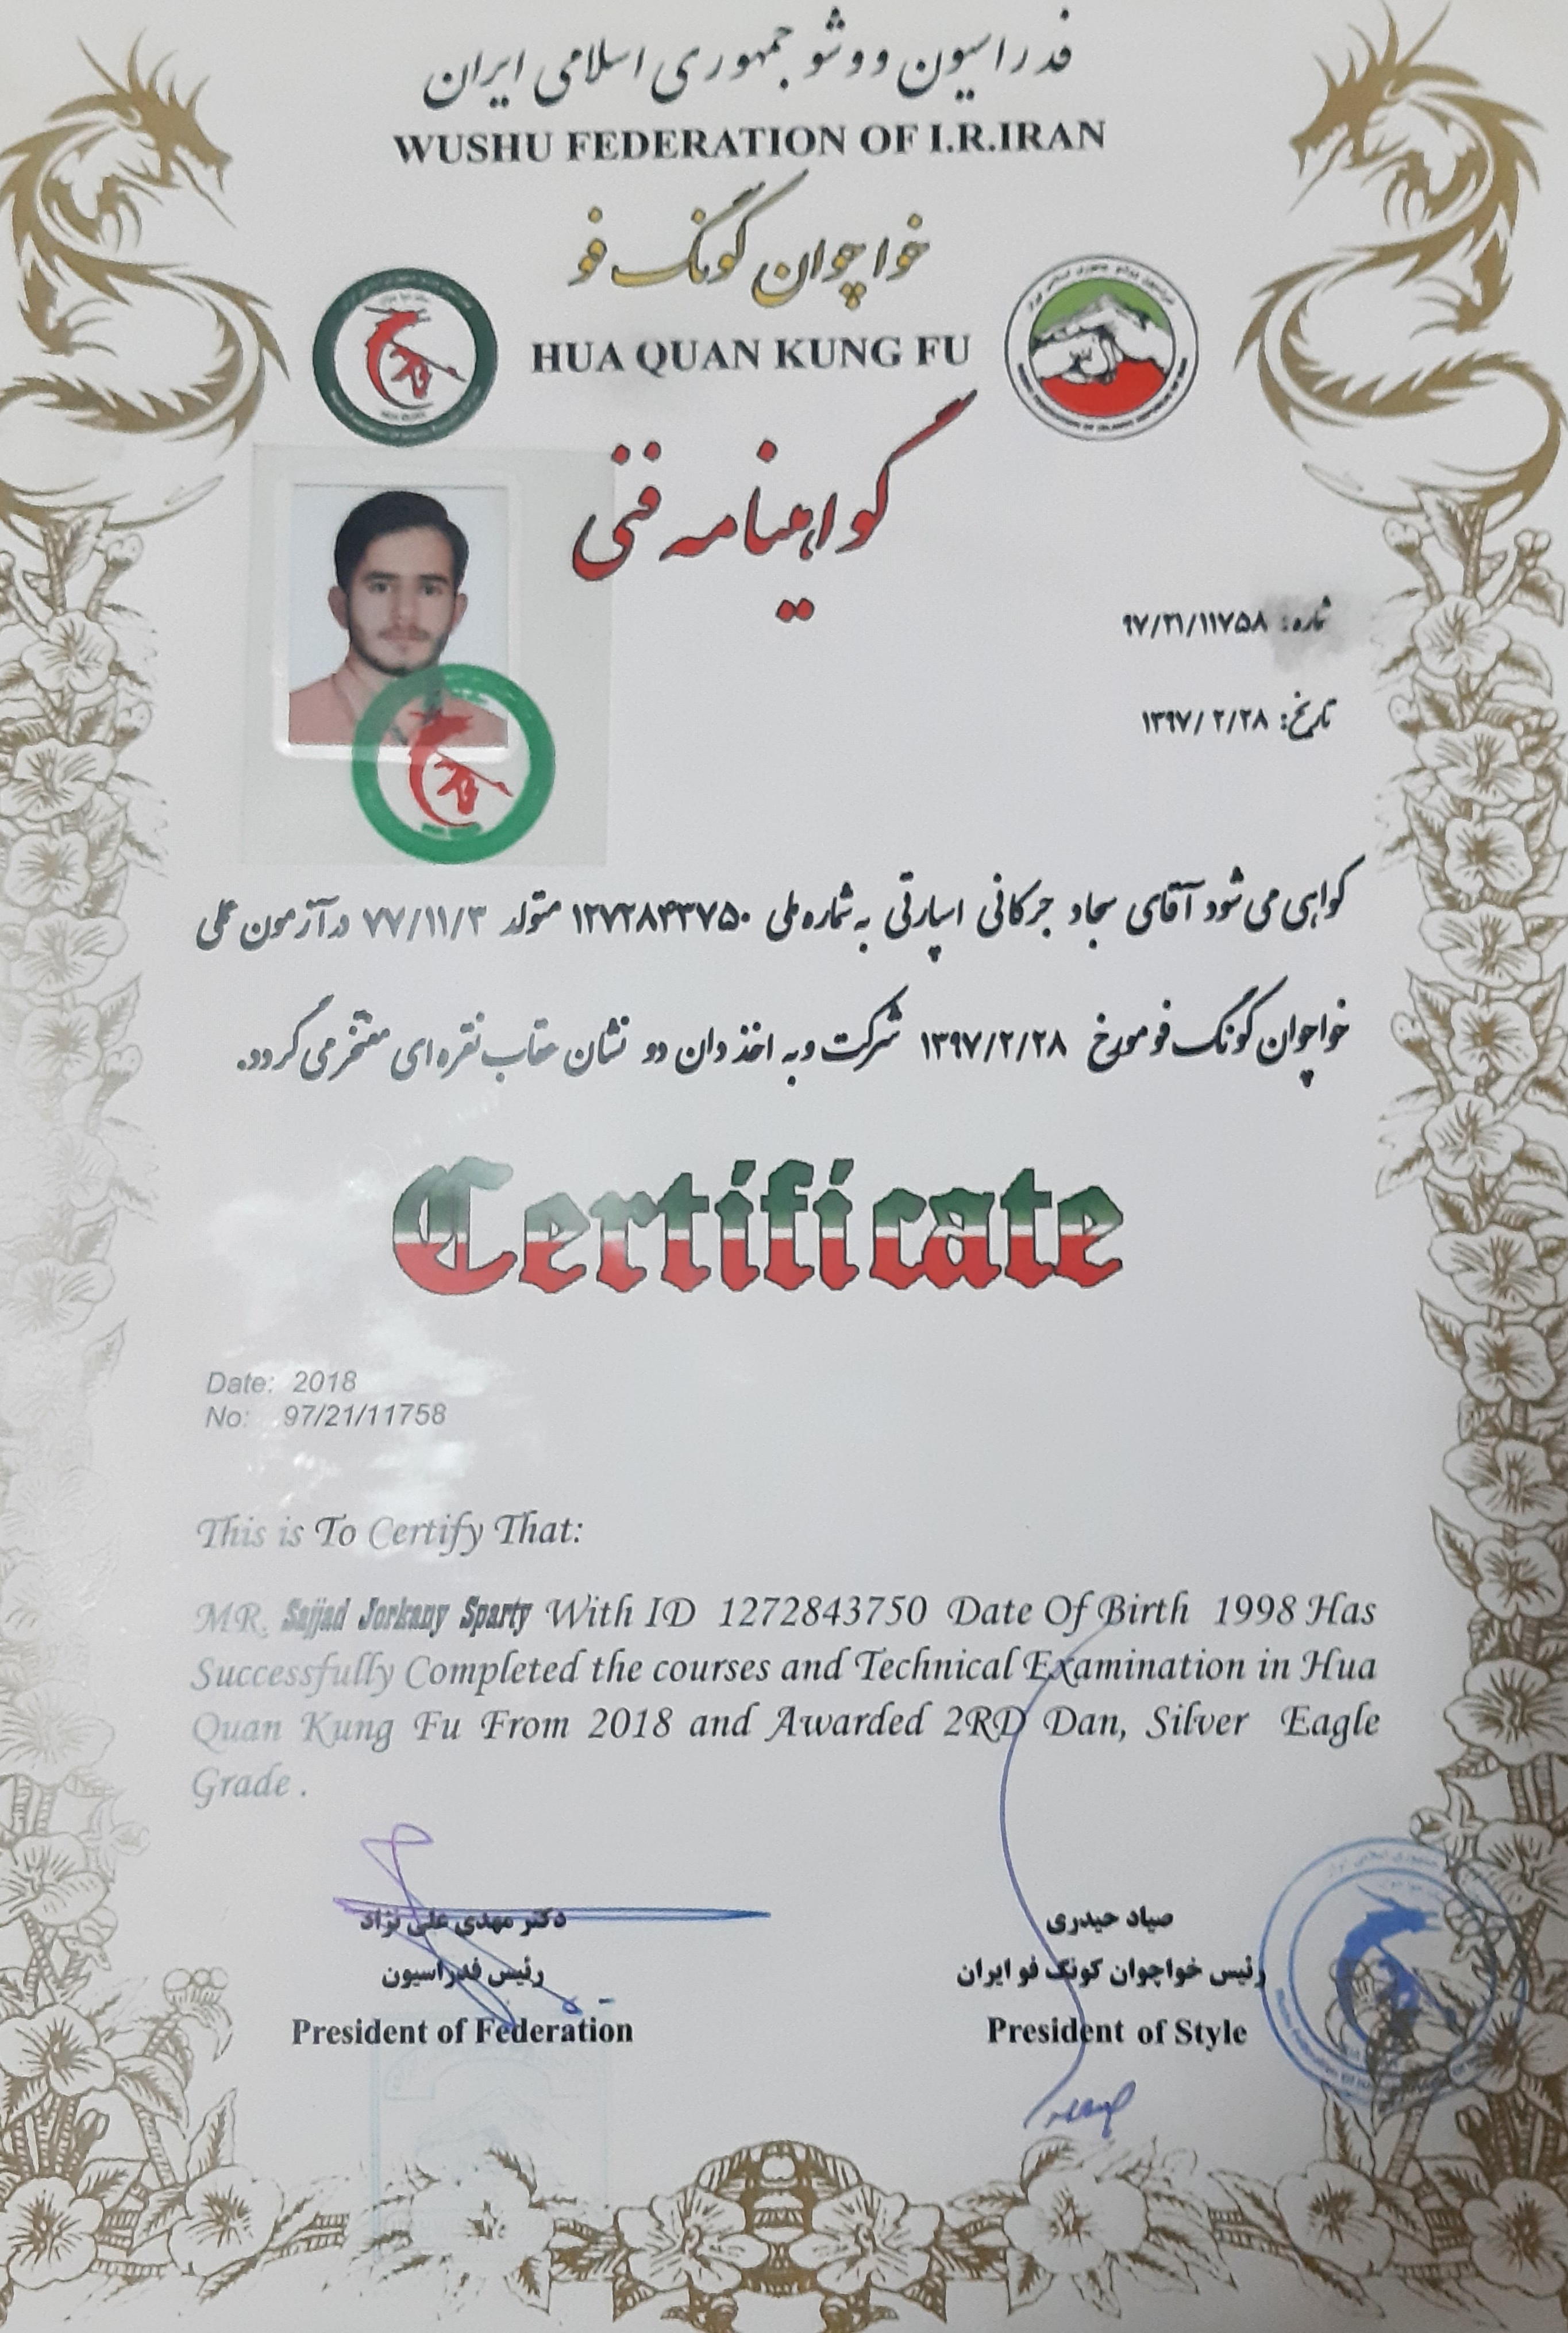 فدراسیون ووشو جمهوری اسلامی ایران
WUSHU FEDERATION OF I.R.IRAN
خواچوان گونگ فو
HUA QUAN KUNG FU
گواهینامه فنی
شماره: ۹۷/۲۱/۱۱۷۵۸
تاریخ: ۱۳۹۷/۲/۲۸
گواهی می شود آقای سجاد جرکانی اسپارتی به شماره ملی ۱۲۷۲۸۴۳۷۵۰ متولد ۷۷/۱۱/۳ در آزمون عملی
خواچوان گونگ فو مورخ ۱۳۹۷/۲/۲۸ شرکت و به اخذ دان دو نشان عقاب نقره ای مفتخر می گردد.
Certificate
Date: 2018
No: 97/21/11758
This is To Certify That:
MR. Sajjad Jorkany Sparty With ID 1272843750 Date Of Birth 1998 Has
Successfully Completed the courses and Technical Examination in Hua
Quan Kung Fu From 2018 and Awarded 2RD Dan, Silver Eagle
Grade .
دکتر مهدی علی نژاد
رئیس فدراسیون
President of Federation
صیاد حیدری
رئیس خواچوان کونگ فو ایران
President of Style